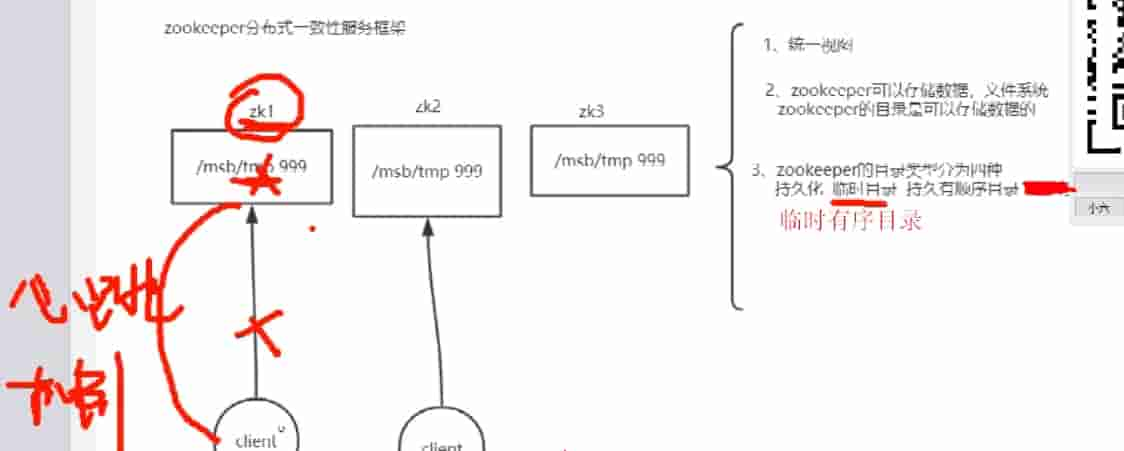 zookeeper分布式一致性服务框架
zk1
zk2
zk3
/msb/tmp 999
/msb/tmp 999
/msb/tmp 999
client
client
心跳
机制
1、统一视图
2、zookeeper可以存储数据，文件系统
zookeeper的目录是可以存储数据的
3、zookeeper的目录类型分为四种
持久化 临时目录 持久有顺序目录
临时有序目录
小六